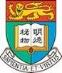 明德
格物
SAPIENTIA ET VIRTUS